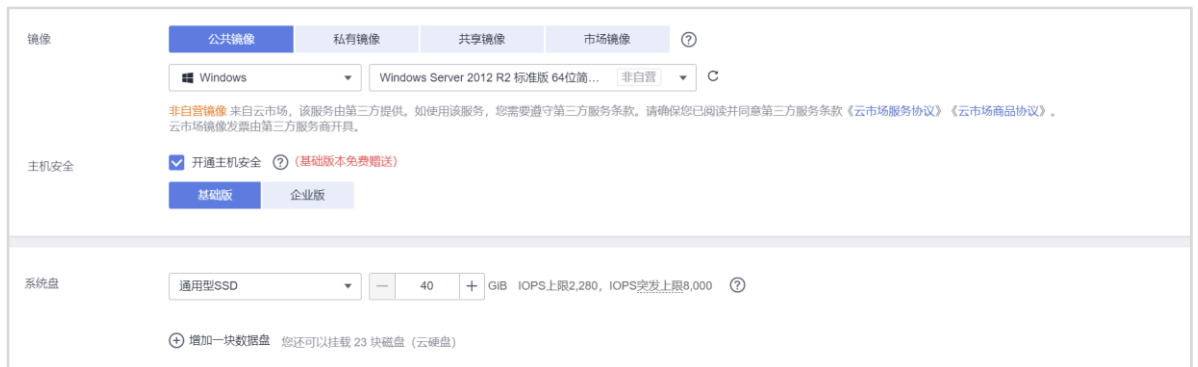 镜像 公共镜像 私有镜像 共享镜像 市场镜像 ?
Windows Windows Server 2012 R2 标准版 64位简... 非自营
非自营镜像 来自云市场，该服务由第三方提供。如使用该服务，您需要遵守第三方服务条款。请确保您已阅读并同意第三方服务条款《云市场服务协议》《云市场商品协议》。
云市场镜像发票由第三方服务商开具。
主机安全 开通主机安全 ? (基础版本免费赠送)
基础版 企业版
系统盘 通用型SSD — 40 + GiB IOPS上限2,280，IOPS突发上限8,000 ?
增加一块数据盘 您还可以挂载 23 块磁盘（云硬盘）